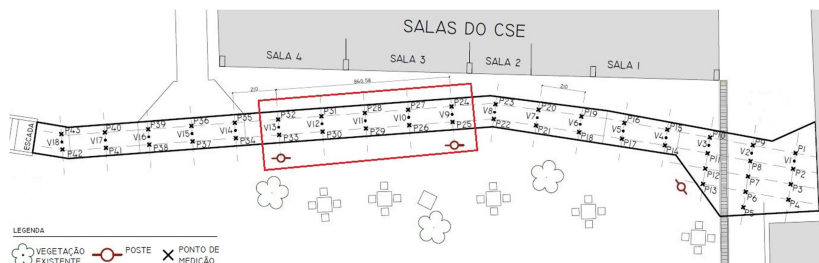 SALAS DO CSE
SALA 4
SALA 3
SALA 2
SALA 1
210
840.58
210
ESCADA
P43
P40
P39
P36
P35
P32
P31
P28
P27
P24
P23
P20
P19
P16
P15
P10
P9
P1
V18
V17
V16
V15
V14
V13
V12
V11
V10
V9
V8
V7
V6
V5
V4
V3
V2
V1
P42
P41
P38
P37
P34
P33
P30
P29
P26
P25
P22
P21
P18
P17
P14
P11
P8
P2
P12
P7
P3
P13
P6
P4
P5
LEGENDA
VEGETAÇÃO
EXISTENTE
POSTE
PONTO DE
MEDIÇÃO